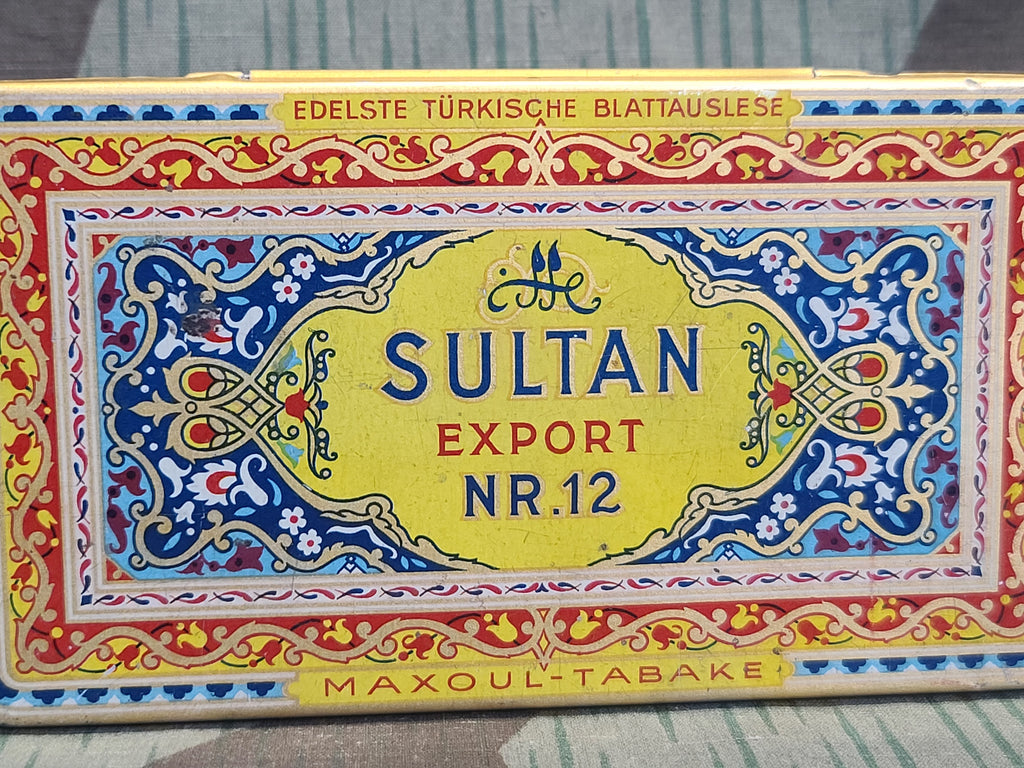 EDELSTE TÜRKISCHE BLATTAUSLESE
SULTAN
EXPORT
NR.12
MAXOUL-TABAKE